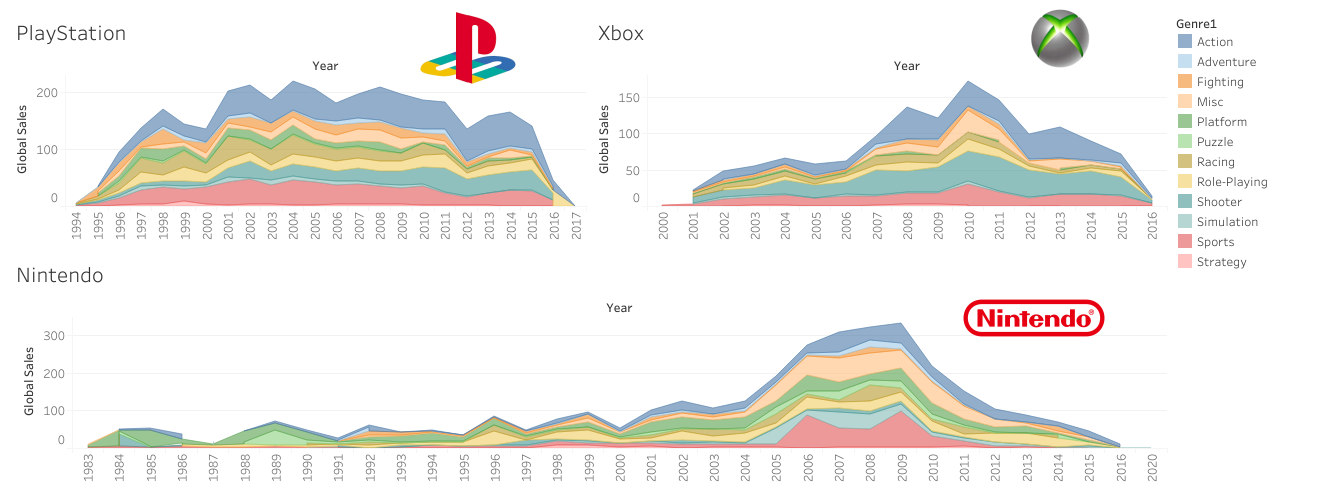 PlayStation
Year
Global Sales
200
100
0
1994 1995 1996 1997 1998 1999 2000 2001 2002 2003 2004 2005 2006 2007 2008 2009 2010 2011 2012 2013 2014 2015 2016 2017
Xbox
Year
Global Sales
150
100
50
0
2000 2001 2002 2003 2004 2005 2006 2007 2008 2009 2010 2011 2012 2013 2014 2015 2016
Genre1
Action
Adventure
Fighting
Misc
Platform
Puzzle
Racing
Role-Playing
Shooter
Simulation
Sports
Strategy
Nintendo
Year
Nintendo®
Global Sales
300
200
100
0
1983 1984 1985 1986 1987 1988 1989 1990 1991 1992 1993 1994 1995 1996 1997 1998 1999 2000 2001 2002 2003 2004 2005 2006 2007 2008 2009 2010 2011 2012 2013 2014 2015 2016 2020